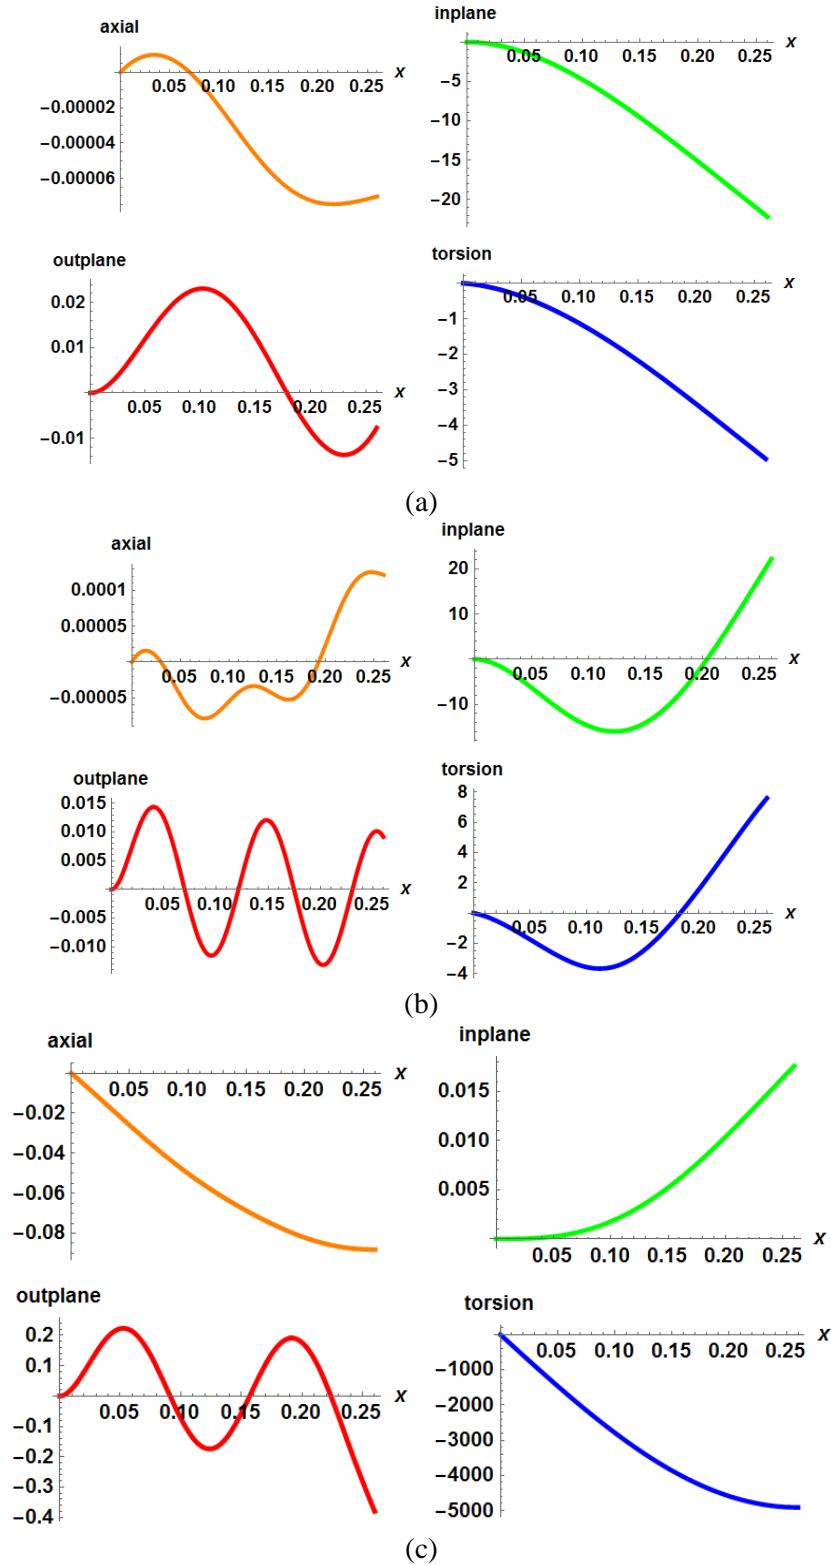 axial
x
0.05 0.10 0.15 0.20 0.25
−0.00002
−0.00004
−0.00006
inplane
x
0.05 0.10 0.15 0.20 0.25
−5
−10
−15
−20
outplane
0.02
0.01
x
0.05 0.10 0.15 0.20 0.25
−0.01
torsion
x
0.05 0.10 0.15 0.20 0.25
−1
−2
−3
−4
−5
(a)
axial
0.0001
0.00005
x
0.05 0.10 0.15 0.20 0.25
−0.00005
inplane
20
10
x
0.05 0.10 0.15 0.20 0.25
−10
outplane
0.015
0.010
0.005
x
0.05 0.10 0.15 0.20 0.25
−0.005
−0.010
torsion
8
6
4
2
x
0.05 0.10 0.15 0.20 0.25
−2
−4
(b)
axial
x
0.05 0.10 0.15 0.20 0.25
−0.02
−0.04
−0.06
−0.08
inplane
0.015
0.010
0.005
x
0.05 0.10 0.15 0.20 0.25
outplane
0.2
0.1
x
0.05 0.10 0.15 0.20 0.25
−0.1
−0.2
−0.3
−0.4
torsion
x
0.05 0.10 0.15 0.20 0.25
−1000
−2000
−3000
−4000
−5000
(c)